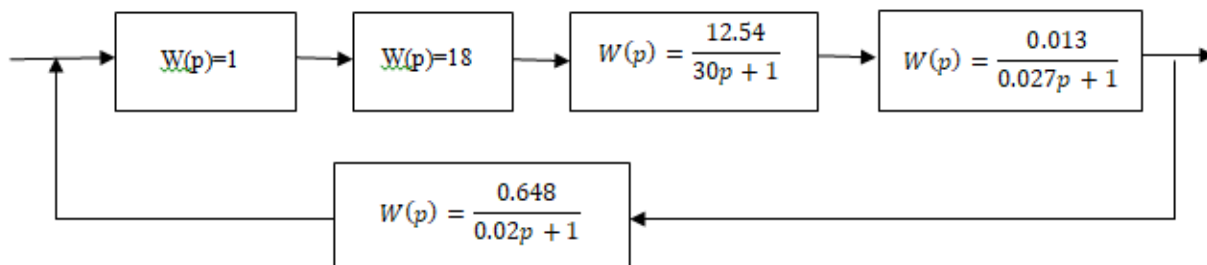 W(p)=1
W(p)=18
W(p) = 12.54 / 30p + 1
W(p) = 0.013 / 0.027p + 1
W(p) = 0.648 / 0.02p + 1